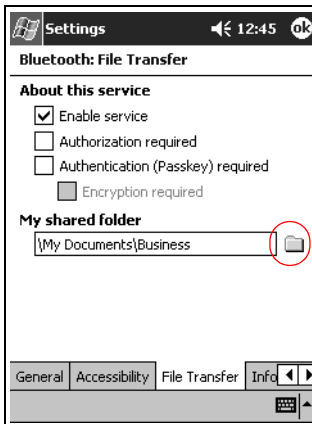 Settings 12:45 ok
Bluetooth: File Transfer
About this service
Enable service
Authorization required
Authentication (Passkey) required
Encryption required
My shared folder
\My Documents\Business
General Accessibility File Transfer Info